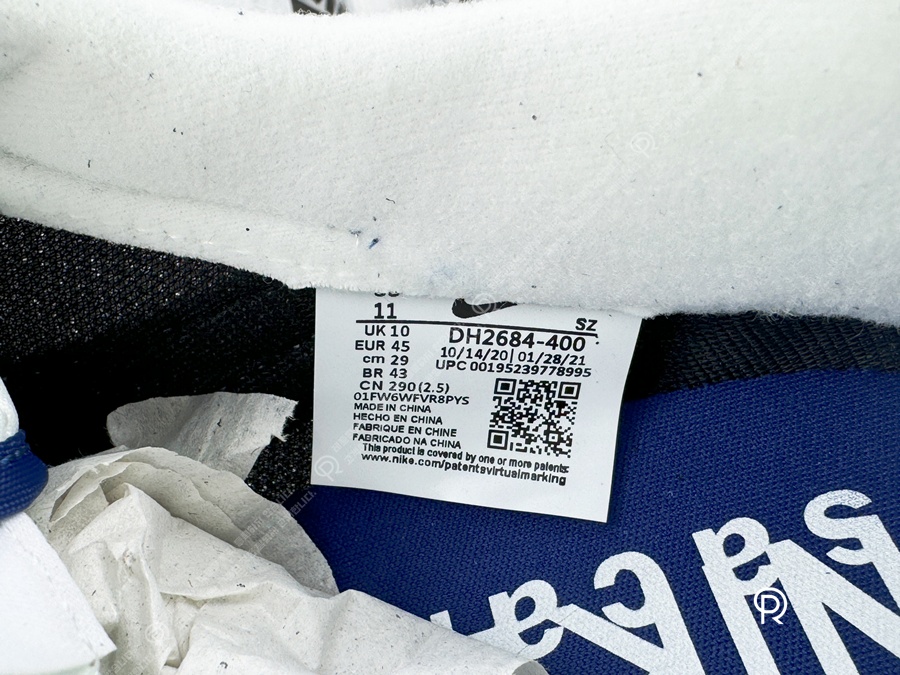 11
UK 10
EUR 45
cm 29
BR 43
CN 290 (2.5)
01FW6WFVR8PYS
MADE IN CHINA
HECHO EN CHINA
FABRIQUE EN CHINE
FABRICADO NA CHINA
SZ
DH2684-400
10/14/20| 01/28/21
UPC 00195239778995
This product is covered by one or more patents:
www.nike.com/patentsvirtualmarking
sacai
Nik